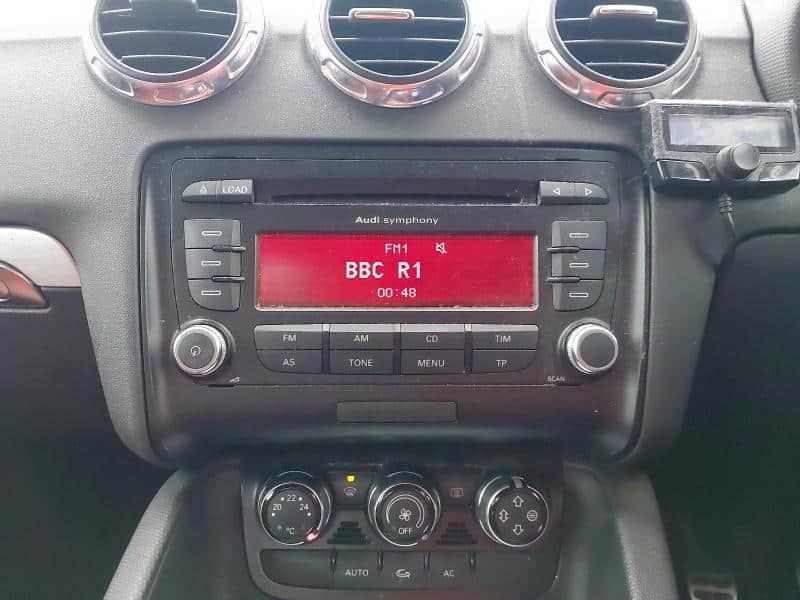 LOAD
Audi symphony
FM1
BBC R1
00:48
FM AM CD TIM
AS TONE MENU TP
SCAN
22
20 24
°C
OFF
AUTO AC